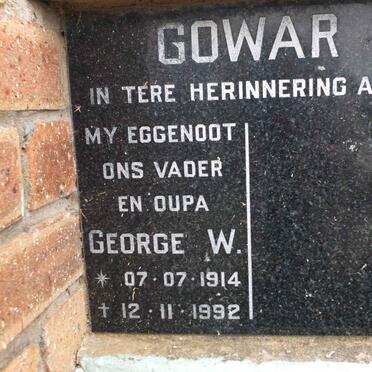 GOWAR
IN TERE HERINNERING A
MY EGGENOOT
ONS VADER
EN OUPA
GEORGE W.
* 07·07·1914
† 12·11·1992